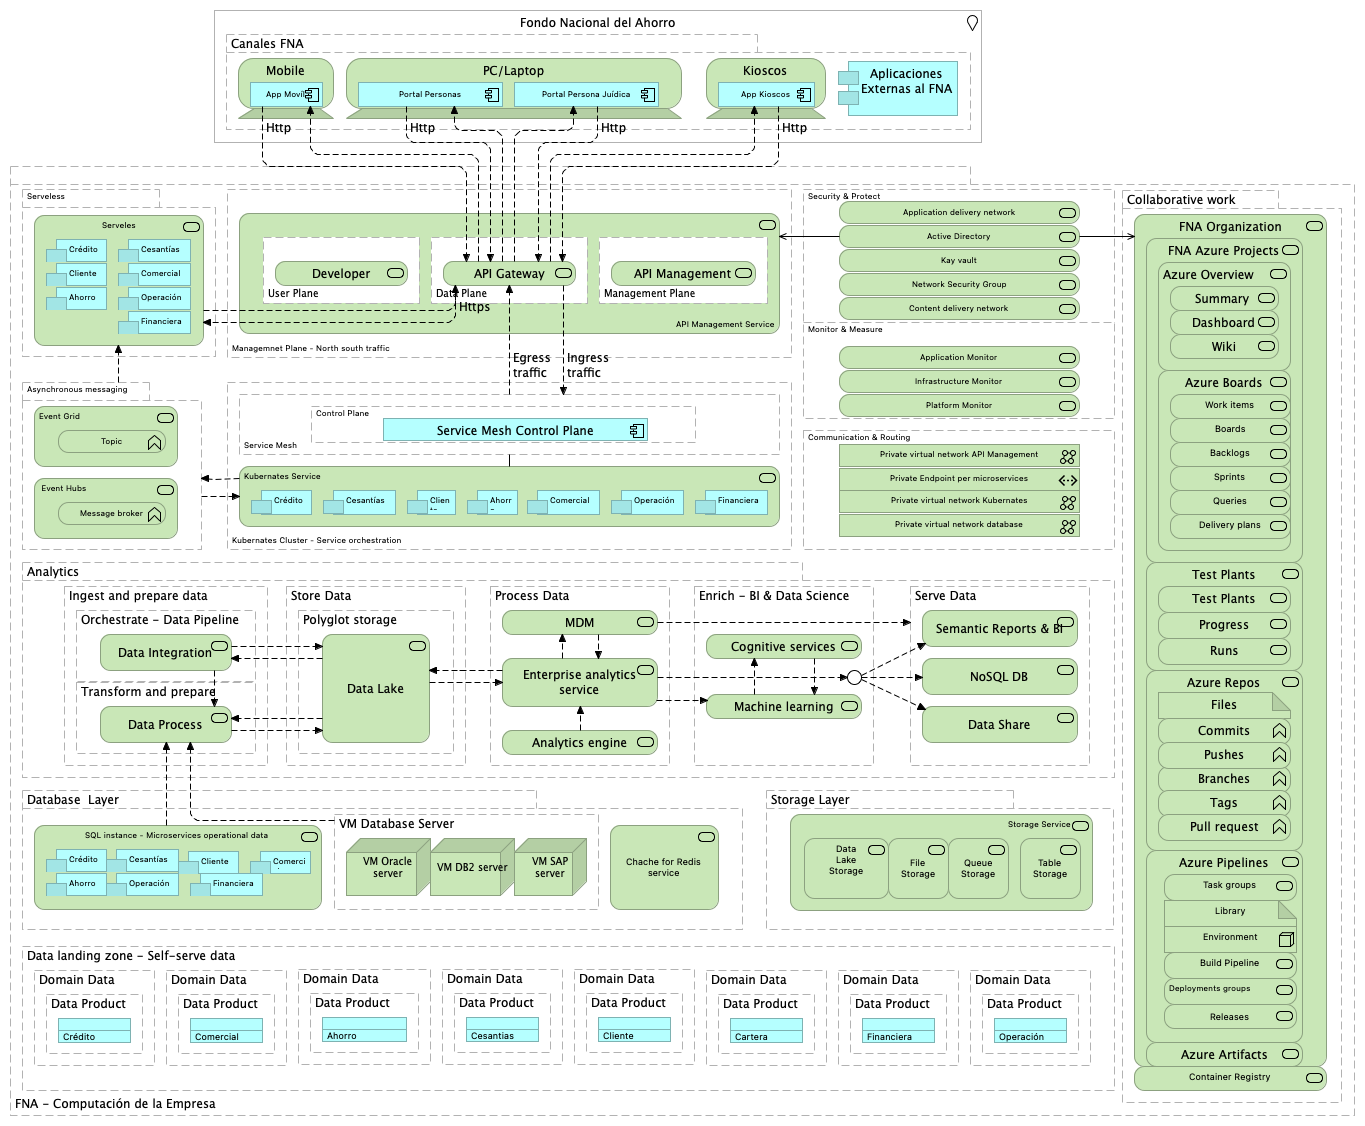 Fondo Nacional del Ahorro
Canales FNA
Mobile
App Movil
PC/Laptop
Portal Personas
Portal Persona Juídica
Kioscos
App Kioscos
Aplicaciones
Externas al FNA
Http
Http
Http
Http
Serveless
Serveles
Crédito
Cesantías
Cliente
Comercial
Ahorro
Operación
Financiera
Developer
User Plane
API Gateway
Data Plane
Https
API Management
Management Plane
API Management Service
Managemnet Plane - North south traffic
Egress
traffic
Ingress
traffic
Security & Protect
Application delivery network
Active Directory
Kay vault
Network Security Group
Content delivery network
Monitor & Measure
Application Monitor
Infrastructure Monitor
Platform Monitor
Asynchronous messaging
Event Grid
Topic
Event Hubs
Message broker
Control Plane
Service Mesh Control Plane
Service Mesh
Kubernates Service
Crédito
Cesantías
Clien
Ahorr
Comercial
Operación
Financiera
Kubernates Cluster - Service orchestration
Communication & Routing
Private virtual network API Management
Private Endpoint per microservices
Private virtual network Kubernates
Private virtual network database
Analytics
Ingest and prepare data
Orchestrate - Data Pipeline
Data Integration
Transform and prepare
Data Process
Store Data
Polyglot storage
Data Lake
Process Data
MDM
Enterprise analytics
service
Analytics engine
Enrich - BI & Data Science
Cognitive services
Machine learning
Serve Data
Semantic Reports & BI
NoSQL DB
Data Share
Database  Layer
SQL instance - Microservices operational data
Crédito
Cesantías
Cliente
Comerci
Ahorro
Operación
Financiera
VM Database Server
VM Oracle
server
VM DB2 server
VM SAP
server
Chache for Redis
service
Storage Layer
Storage Service
Data
Lake
Storage
File
Storage
Queue
Storage
Table
Storage
Data landing zone - Self-serve data
Domain Data
Data Product
Crédito
Domain Data
Data Product
Comercial
Domain Data
Data Product
Ahorro
Domain Data
Data Product
Cesantias
Domain Data
Data Product
Cliente
Domain Data
Data Product
Cartera
Domain Data
Data Product
Financiera
Domain Data
Data Product
Operación
FNA - Computación de la Empresa
Collaborative work
FNA Organization
FNA Azure Projects
Azure Overview
Summary
Dashboard
Wiki
Azure Boards
Work items
Boards
Backlogs
Sprints
Queries
Delivery plans
Test Plants
Test Plants
Progress
Runs
Azure Repos
Files
Commits
Pushes
Branches
Tags
Pull request
Azure Pipelines
Task groups
Library
Environment
Build Pipeline
Deployments groups
Releases
Azure Artifacts
Container Registry